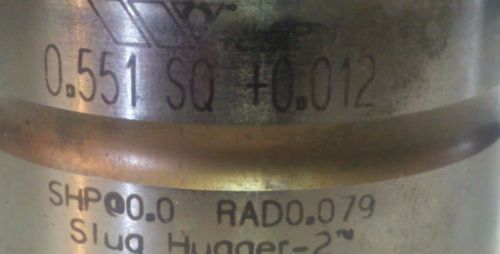 0.551 SQ +0.012
SHP@0.0 RAD0.079
Slug Hugger-2™